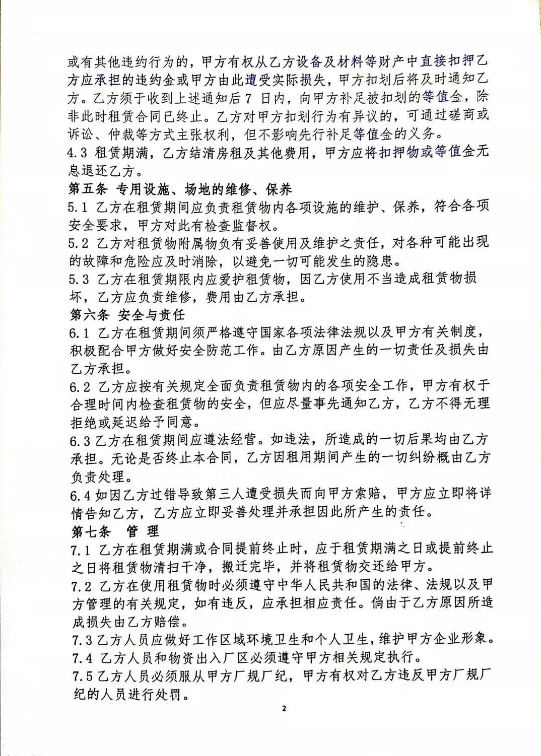 或有其他违约行为的，甲方有权从乙方设备及材料等财产中直接扣押乙
方应承担的违约金或甲方由此遭受实际损失，甲方扣划后将及时通知乙
方。乙方须于收到上述通知后 7 日内，向甲方补足被扣划的等值金，除
非此时租赁合同已终止。乙方对甲方扣划行为有异议的，可通过磋商或
诉讼、仲裁等方式主张权利，但不影响先行补足等值金的义务。
4.3 租赁期满，乙方结清房租及其他费用，甲方应将扣押物或等值金无
息退还乙方。
第五条 专用设施、场地的维修、保养
5.1 乙方在租赁期间应负责租赁物内各项设施的维护、保养，符合各项
安全要求，甲方对此有检查监督权。
5.2 乙方对租赁物附属物负有妥善使用及维护之责任，对各种可能出现
的故障和危险应及时消除，以避免一切可能发生的隐患。
5.3 乙方在租赁期限内应爱护租赁物，因乙方使用不当造成租赁物损
坏，乙方应负责维修，费用由乙方承担。
第六条 安全与责任
6.1 乙方在租赁期间须严格遵守国家各项法律法规以及甲方有关制度，
积极配合甲方做好安全防范工作。由乙方原因产生的一切责任及损失由
乙方承担。
6.2 乙方应按有关规定全面负责租赁物内的各项安全工作，甲方有权于
合理时间内检查租赁物的安全，但应尽量事先通知乙方，乙方不得无理
拒绝或延迟给予同意。
6.3乙方在租赁期间应遵法经营。如违法，所造成的一切后果均由乙方
承担。无论是否终止本合同，乙方因租用期间产生的一切纠纷概由乙方
负责处理。
6.4如因乙方过错导致第三人遭受损失而向甲方索赔，甲方应立即将详
情告知乙方，乙方应立即妥善处理并承担因此所产生的责任。
第七条 管 理
7.1 乙方在租赁期满或合同提前终止时，应于租赁期满之日或提前终止
之日将租赁物清扫干净，搬迁完毕，并将租赁物交还给甲方。
7.2 乙方在使用租赁物时必须遵守中华人民共和国的法律、法规以及甲
方管理的有关规定，如有违反，应承担相应责任。倘由于乙方原因所造
成损失由乙方赔偿。
7.3乙方人员应做好工作区域环境卫生和个人卫生，维护甲方企业形象。
7.4 乙方人员和物资出入厂区必须遵守甲方相关规定执行。
7.5乙方人员必须服从甲方厂规厂纪，甲方有权对乙方违反甲方厂规厂
纪的人员进行处罚。
2